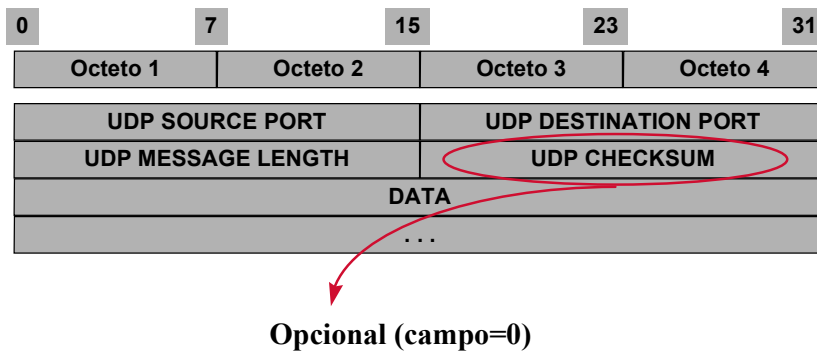 0 7 15 23 31
Octeto 1 Octeto 2 Octeto 3 Octeto 4
UDP SOURCE PORT UDP DESTINATION PORT
UDP MESSAGE LENGTH UDP CHECKSUM
DATA
. . .
Opcional (campo=0)